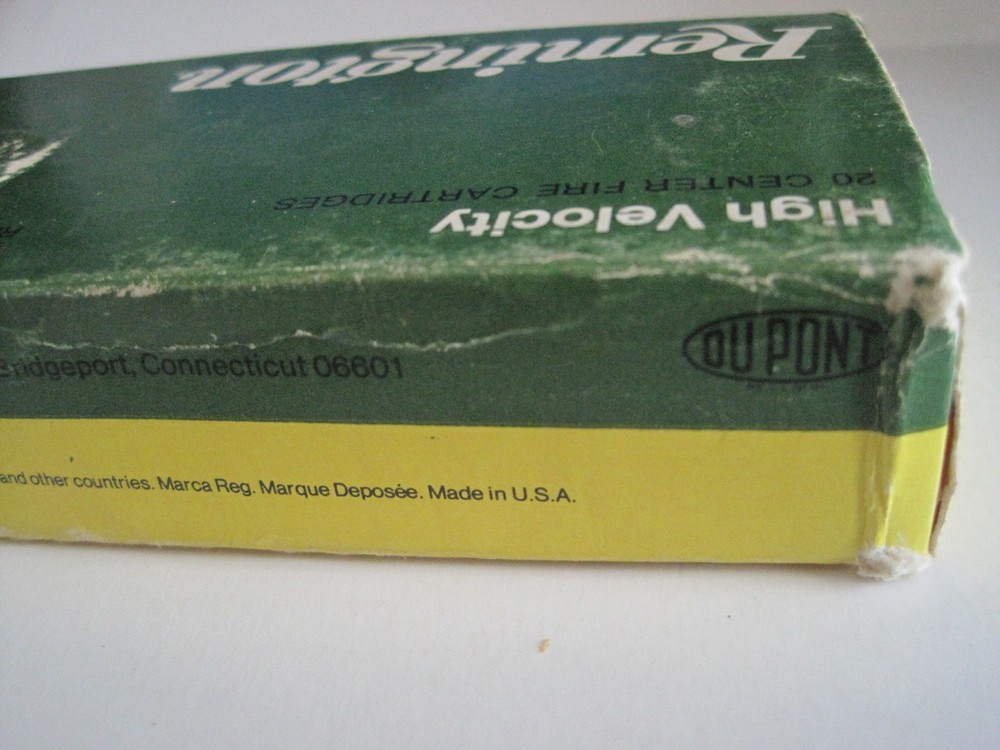 Remington
20 CENTER FIRE CARTRIDGES
High Velocity
Bridgeport, Connecticut 06601
DU PONT
and other countries. Marca Reg. Marque Deposée. Made in U.S.A.